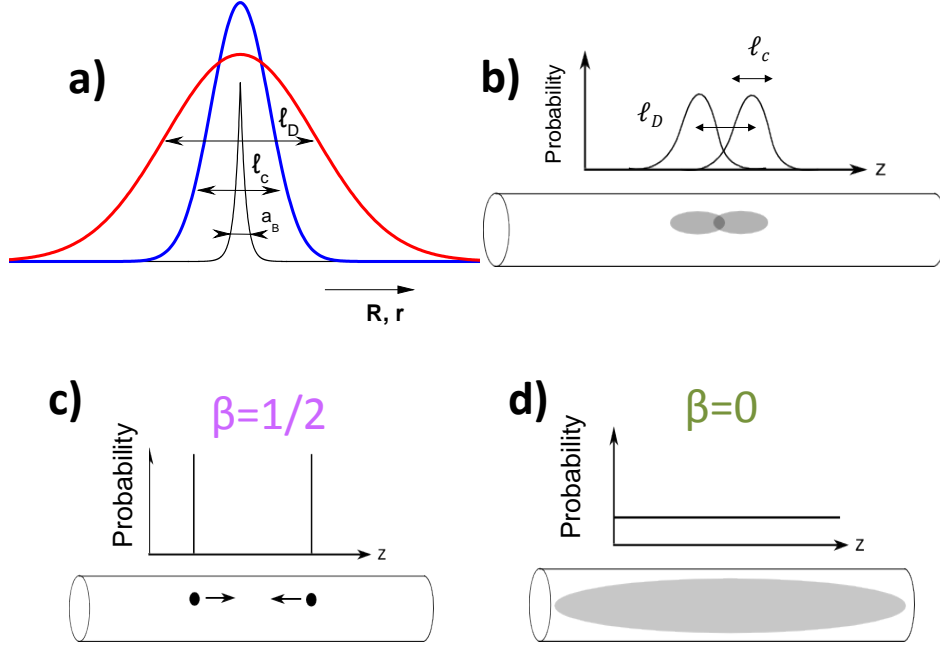 a)
ℓD
ℓc
aB
R, r
b)
Probability
ℓc
ℓD
z
c)
β=1/2
Probability
z
d)
β=0
Probability
z